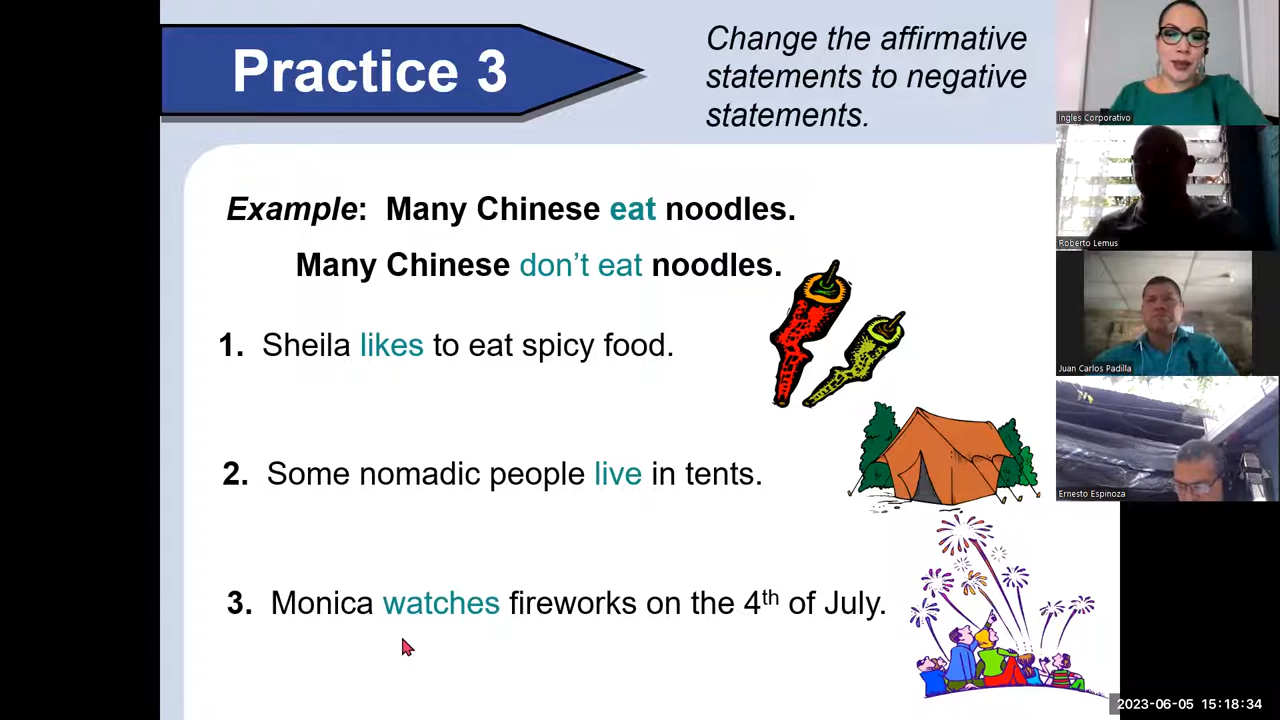 Practice 3
Change the affirmative
statements to negative
statements.
Example: Many Chinese eat noodles.
Many Chinese don’t eat noodles.
1. Sheila likes to eat spicy food.
2. Some nomadic people live in tents.
3. Monica watches fireworks on the 4th of July.
Ingles Corporativo
Roberto Lemus
Juan Carlos Padilla
Ernesto Espinoza
2023-06-05 15:18:34